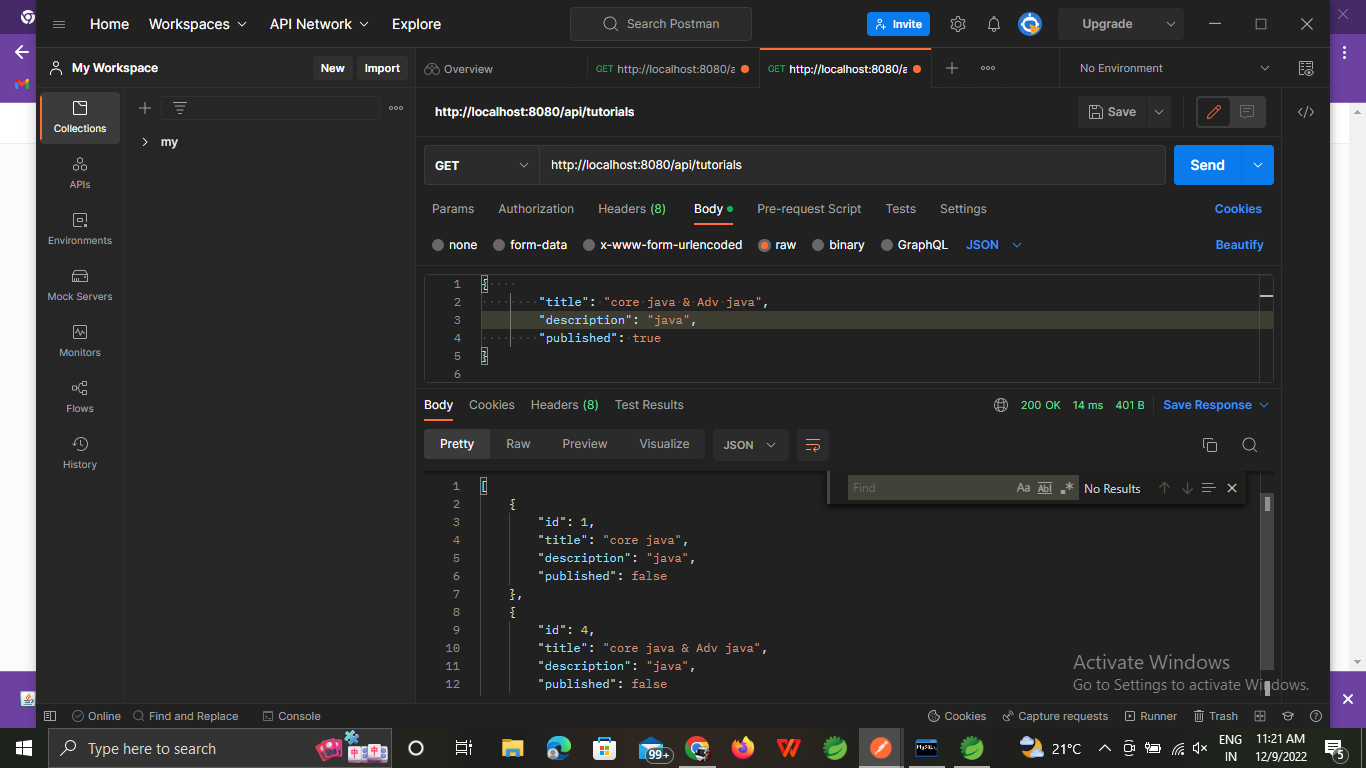 Home Workspaces API Network Explore Search Postman Invite Upgrade
My Workspace New Import Overview GET http://localhost:8080/a GET http://localhost:8080/a No Environment
Collections
my
APIs
Environments
Mock Servers
Monitors
Flows
History
http://localhost:8080/api/tutorials Save
GET http://localhost:8080/api/tutorials Send
Params Authorization Headers (8) Body Pre-request Script Tests Settings Cookies
none form-data x-www-form-urlencoded raw binary GraphQL JSON Beautify
1 {
2 "title": "core java & Adv java",
3 "description": "java",
4 "published": true
5 }
6
Body Cookies Headers (8) Test Results 200 OK 14 ms 401 B Save Response
Pretty Raw Preview Visualize JSON
Find Aa Abl .* No Results
1 [
2 {
3 "id": 1,
4 "title": "core java",
5 "description": "java",
6 "published": false
7 },
8 {
9 "id": 4,
10 "title": "core java & Adv java",
11 "description": "java",
12 "published": false
Activate Windows
Go to Settings to activate Windows.
Online Find and Replace Console Cookies Capture requests Runner Trash
Type here to search 99+ MySQL 21°C ENG IN 11:21 AM 12/9/2022 5